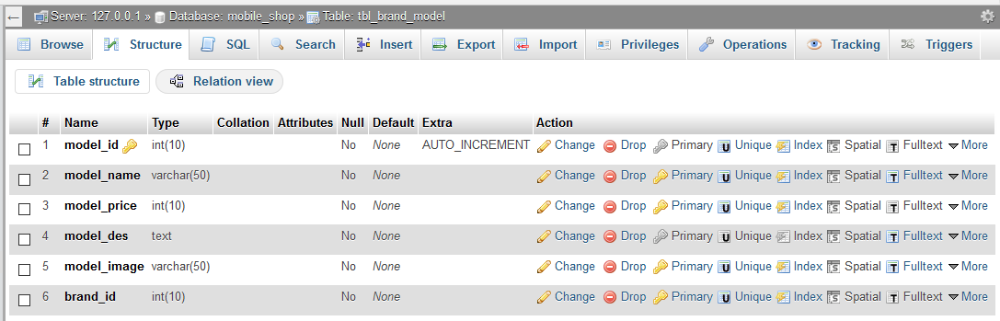 Server: 127.0.0.1 » Database: mobile_shop » Table: tbl_brand_model
Browse Structure SQL Search Insert Export Import Privileges Operations Tracking Triggers
Table structure Relation view
# Name Type Collation Attributes Null Default Extra Action
1 model_id int(10) No None AUTO_INCREMENT Change Drop Primary Unique Index Spatial Fulltext More
2 model_name varchar(50) No None Change Drop Primary Unique Index Spatial Fulltext More
3 model_price int(10) No None Change Drop Primary Unique Index Spatial Fulltext More
4 model_des text No None Change Drop Primary Unique Index Spatial Fulltext More
5 model_image varchar(50) No None Change Drop Primary Unique Index Spatial Fulltext More
6 brand_id int(10) No None Change Drop Primary Unique Index Spatial Fulltext More